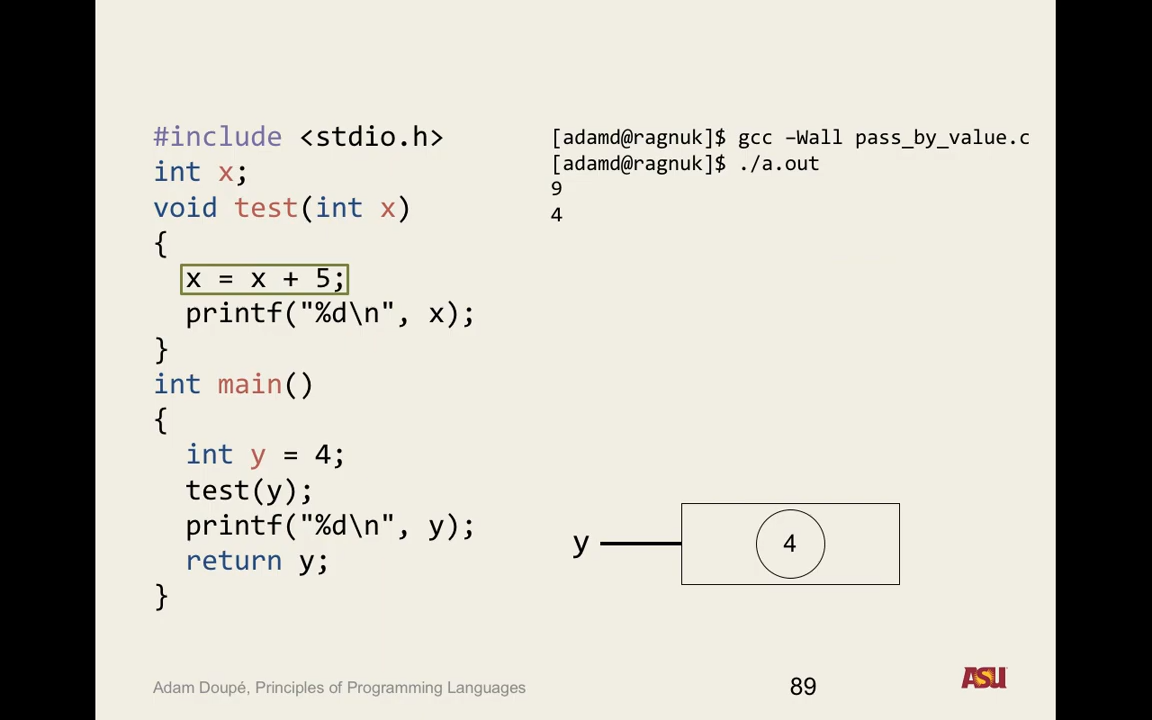 #include <stdio.h>
int x;
void test(int x)
{
x = x + 5;
printf("%d\n", x);
}
int main()
{
int y = 4;
test(y);
printf("%d\n", y);
return y;
}
[adamd@ragnuk]$ gcc –Wall pass_by_value.c
[adamd@ragnuk]$ ./a.out
9
4
y
4
Adam Doupé, Principles of Programming Languages
89
ASU